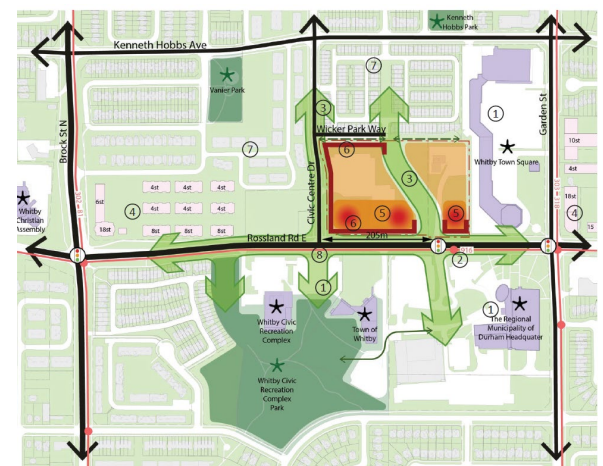 Kenneth
Hobbs Park
Kenneth Hobbs Ave
7
Vanier Park
3
1
Garden St
Brock St N
Wicker Park Way
6
10st
Whitby Town Square
4st
7
Civic Centre Dr
3
Whitby
Christian
Assembly
6st
4st 4st 4st
4
4st 4st 4st
18st
4
18st
8st 8st 8st
5
5
6
15
Rossland Rd E
205m
8
2
916
1
1
Whitby Civic
Recreation
Complex
Town of
Whitby
The Regional
Municipality of
Durham Headquater
Whitby Civic
Recreation
Complex
Park